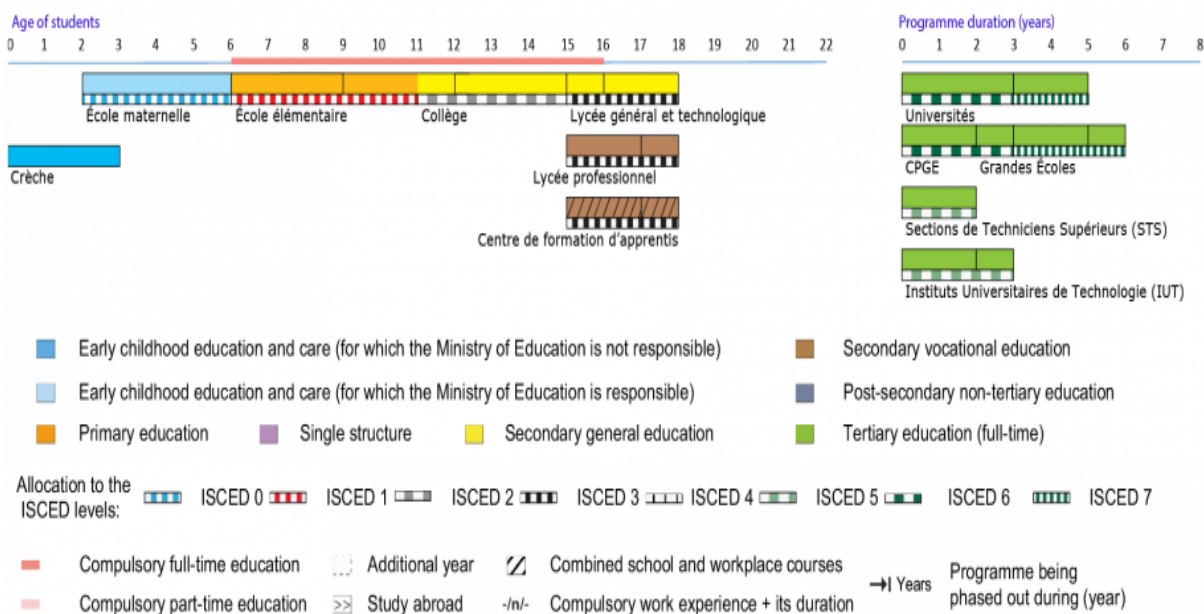 Age of students
Programme duration (years)
0 1 2 3 4 5 6 7 8 9 10 11 12 13 14 15 16 17 18 19 20 21 22
0 1 2 3 4 5 6 7 8
École maternelle
École élémentaire
Collège
Lycée général et technologique
Universités
Crèche
Lycée professionnel
CPGE
Grandes Écoles
Centre de formation d'apprentis
Sections de Techniciens Supérieurs (STS)
Instituts Universitaires de Technologie (IUT)
Early childhood education and care (for which the Ministry of Education is not responsible)
Secondary vocational education
Early childhood education and care (for which the Ministry of Education is responsible)
Post-secondary non-tertiary education
Primary education
Single structure
Secondary general education
Tertiary education (full-time)
Allocation to the
ISCED levels:
ISCED 0
ISCED 1
ISCED 2
ISCED 3
ISCED 4
ISCED 5
ISCED 6
ISCED 7
Compulsory full-time education
Additional year
Combined school and workplace courses
Years
Programme being
phased out during (year)
Compulsory part-time education
>> Study abroad
-/n/- Compulsory work experience + its duration